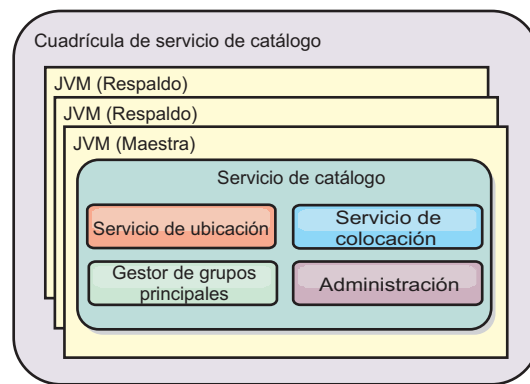 Cuadrícula de servicio de catálogo
JVM (Respaldo)
JVM (Respaldo)
JVM (Maestra)
Servicio de catálogo
Servicio de ubicación
Servicio de
colocación
Gestor de grupos
principales
Administración